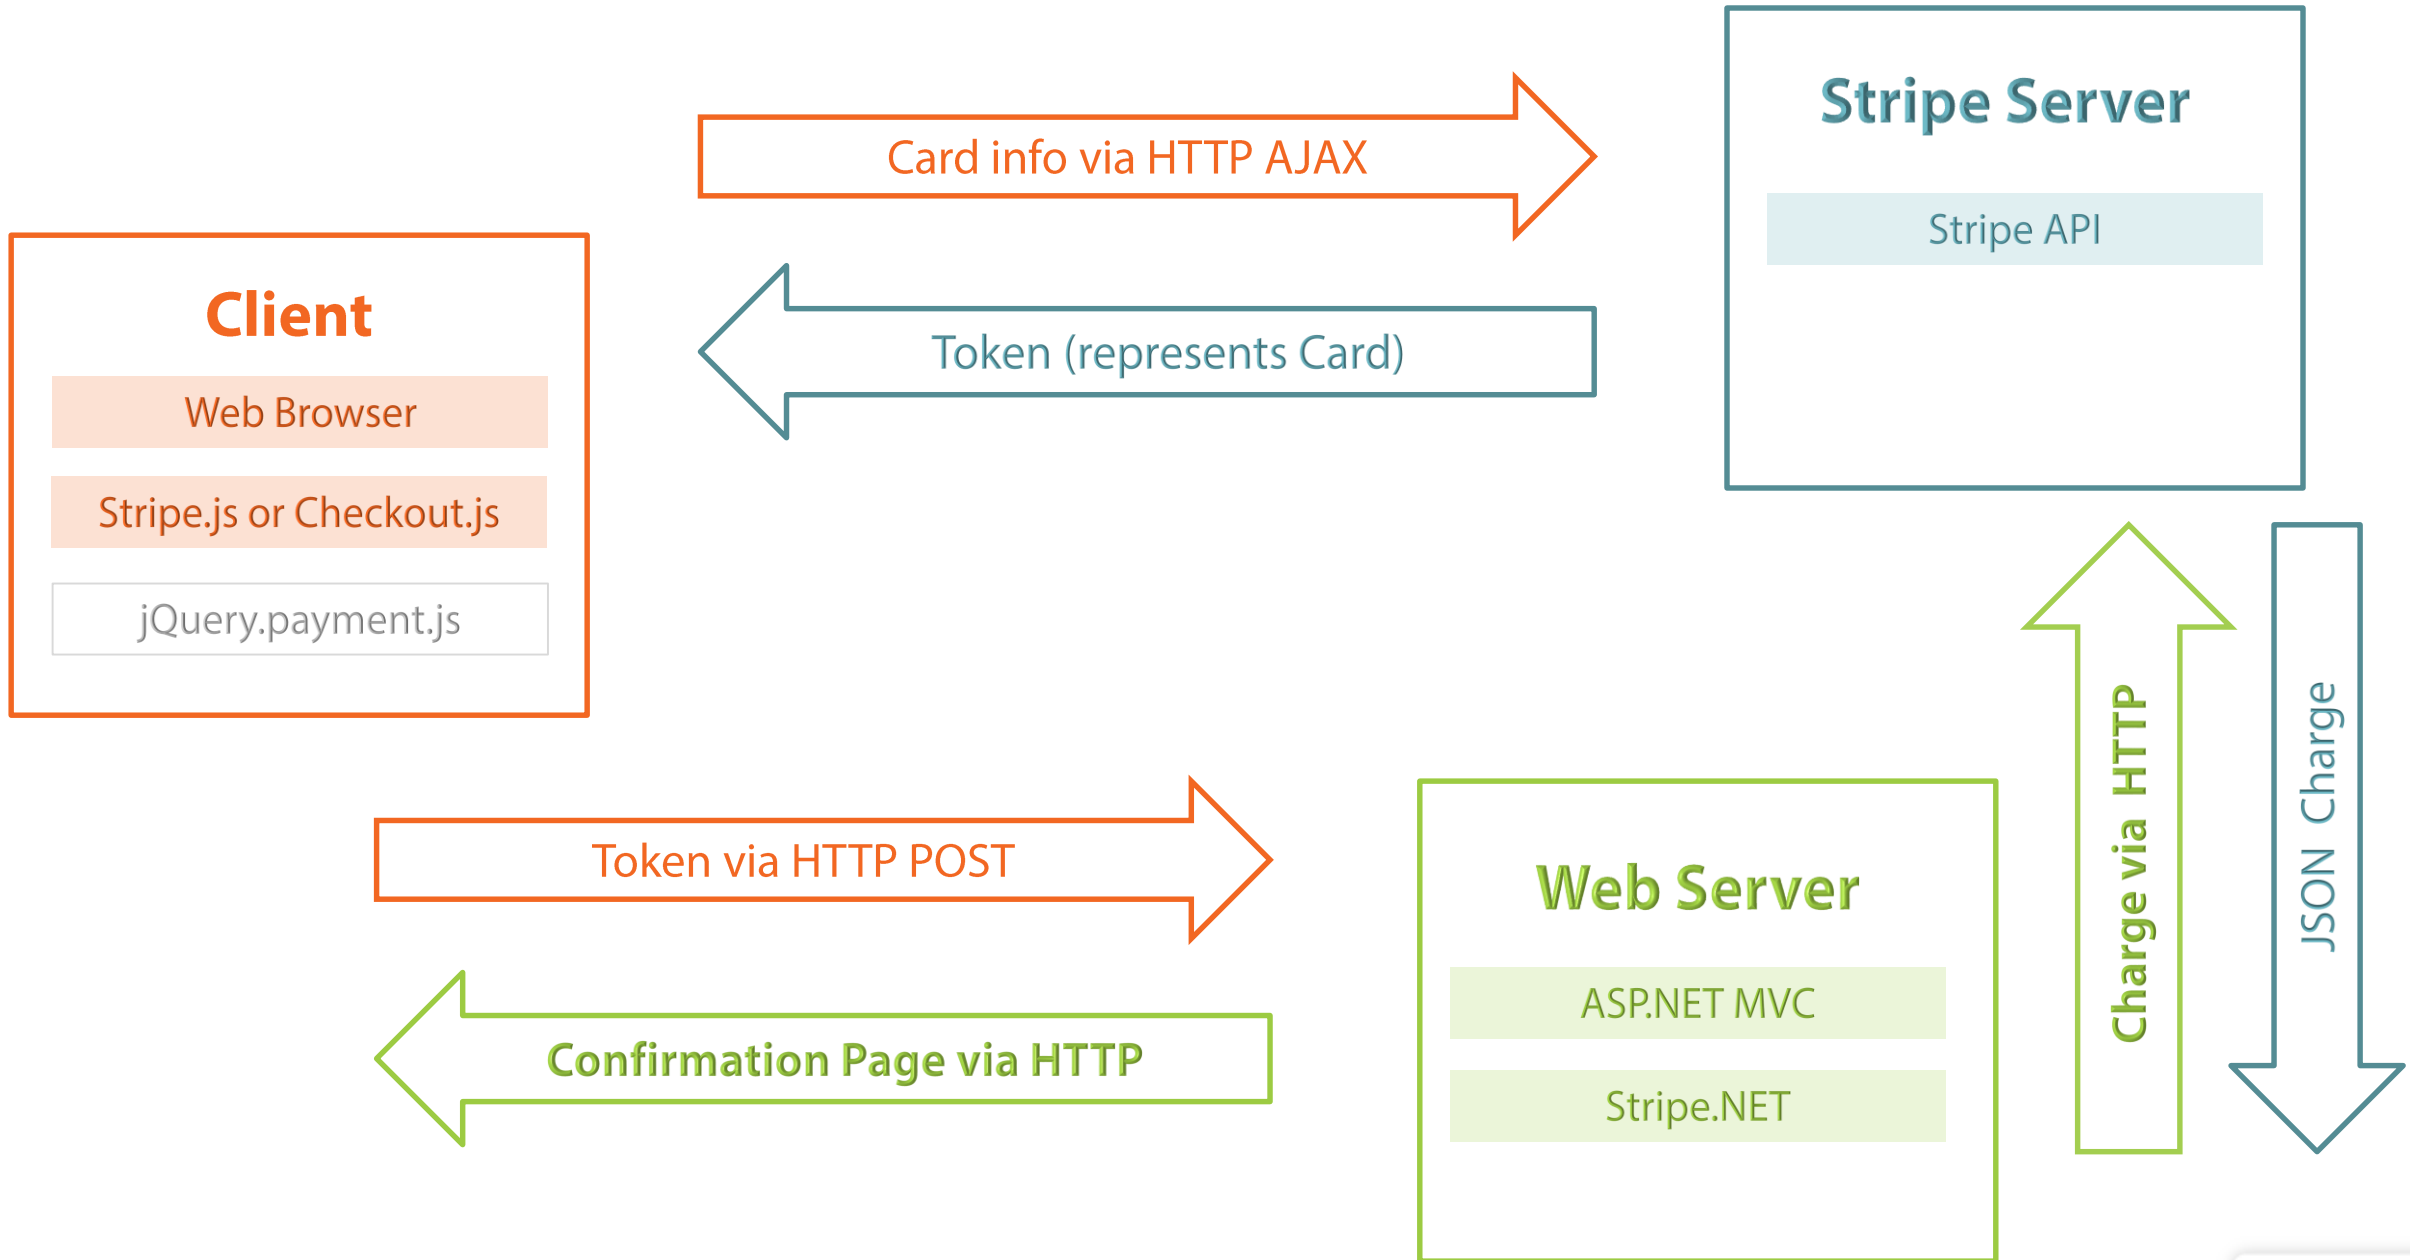 Stripe Server
Card info via HTTP AJAX
Stripe API
Client
Token (represents Card)
Web Browser
Stripe.js or Checkout.js
jQuery.payment.js
Charge via HTTP
JSON Charge
Token via HTTP POST
Web Server
ASP.NET MVC
Confirmation Page via HTTP
Stripe.NET